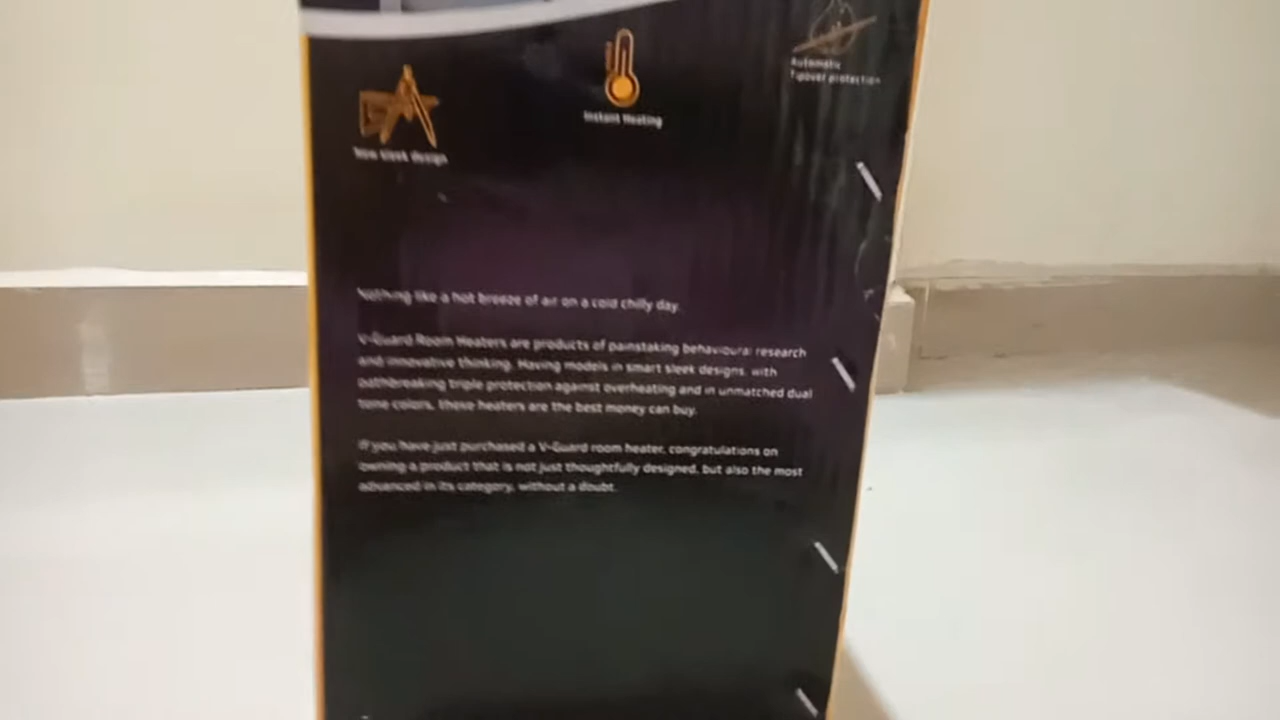 Automatic
Tipover protection
Instant Heating
New sleek design
Nothing like a hot breeze of air on a cold chilly day.
V-Guard Room Heaters are products of painstaking behavioural research
and innovative thinking. Having models in smart sleek designs, with
pathbreaking triple protection against overheating and in unmatched dual
tone colors, these heaters are the best money can buy.
If you have just purchased a V-Guard room heater, congratulations on
owning a product that is not just thoughtfully designed, but also the most
advanced in its category, without a doubt.